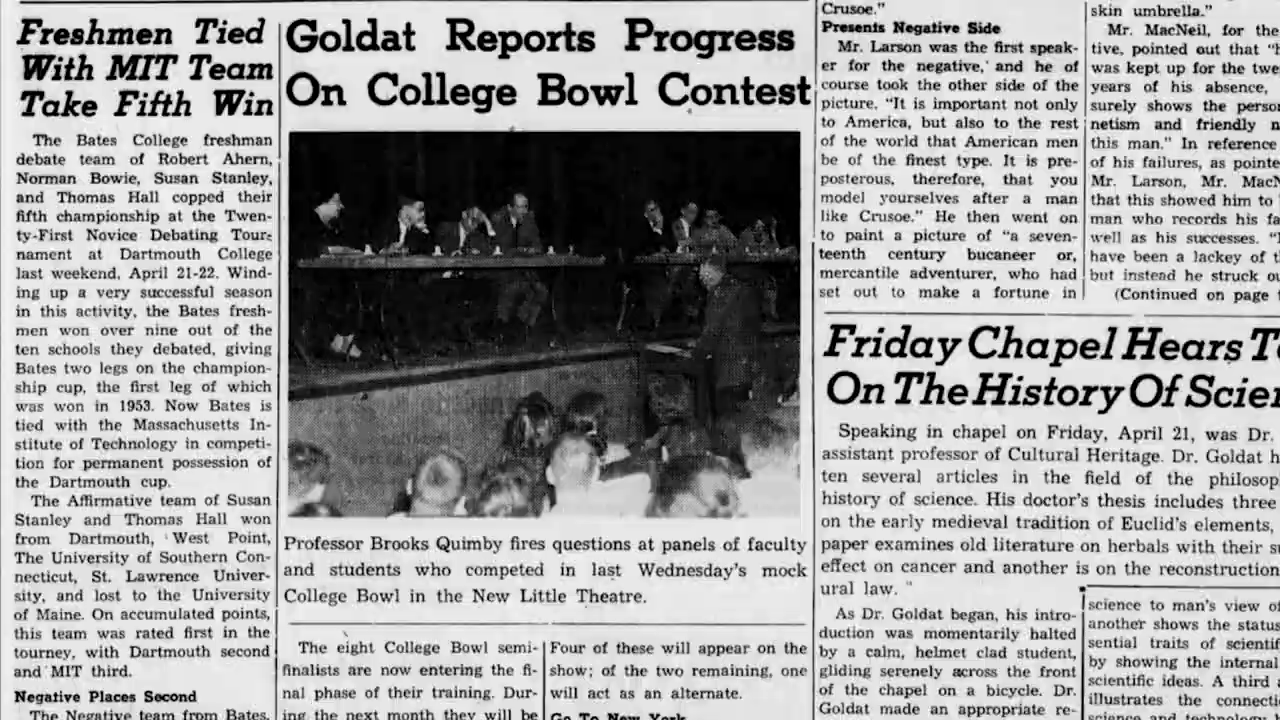 Freshmen Tied
With MIT Team
Take Fifth Win
The Bates College freshman
debate team of Robert Ahern,
Norman Bowie, Susan Stanley,
and Thomas Hall copped their
fifth championship at the Twen-
ty-First Novice Debating Tour-
nament at Dartmouth College
last weekend, April 21-22. Wind-
ing up a very successful season
in this activity, the Bates fresh-
men won over nine out of the
ten schools they debated, giving
Bates two legs on the champion-
ship cup, the first leg of which
was won in 1953. Now Bates is
tied with the Massachusetts In-
stitute of Technology in competi-
tion for permanent possession of
the Dartmouth cup.
The Affirmative team of Susan
Stanley and Thomas Hall won
from Dartmouth, West Point,
The University of Southern Con-
necticut, St. Lawrence Univer-
sity, and lost to the University
of Maine. On accumulated points,
this team was rated first in the
tourney, with Dartmouth second
and MIT third.
Negative Places Second
The Negative team from Bates,
Goldat Reports Progress
On College Bowl Contest
Professor Brooks Quimby fires questions at panels of faculty
and students who competed in last Wednesday's mock
College Bowl in the New Little Theatre.
The eight College Bowl semi-
finalists are now entering the fi-
nal phase of their training. Dur-
ing the next month they will be
Four of these will appear on the
show; of the two remaining, one
will act as an alternate.
Go To New York
Crusoe."
Presents Negative Side
Mr. Larson was the first speak-
er for the negative, and he of
course took the other side of the
picture. "It is important not only
to America, but also to the rest
of the world that American men
be of the finest type. It is pre-
posterous, therefore, that you
model yourselves after a man
like Crusoe." He then went on
to paint a picture of "a seven-
teenth century bucaneer or,
mercantile adventurer, who had
set out to make a fortune in
skin umbrella."
Mr. MacNeil, for the
tive, pointed out that "h
was kept up for the twe
years of his absence,
surely shows the perso
netism and friendly n
this man." In reference
of his failures, as pointe
Mr. Larson, Mr. MacN
that this showed him to
man who records his fa
well as his successes. "I
have been a lackey of t
but instead he struck ou
(Continued on page
Friday Chapel Hears T
On The History Of Scien
Speaking in chapel on Friday, April 21, was Dr.
assistant professor of Cultural Heritage. Dr. Goldat h
ten several articles in the field of the philosop
history of science. His doctor's thesis includes three
on the early medieval tradition of Euclid's elements,
paper examines old literature on herbals with their s
effect on cancer and another is on the reconstruction
ural law."
As Dr. Goldat began, his intro-
duction was momentarily halted
by a calm, helmet clad student,
gliding serenely across the front
of the chapel on a bicycle. Dr.
Goldat made an appropriate re-
science to man's view o
another shows the status
sential traits of scientif
by showing the internal
scientific ideas. A third a
illustrates the connecti
science and technology